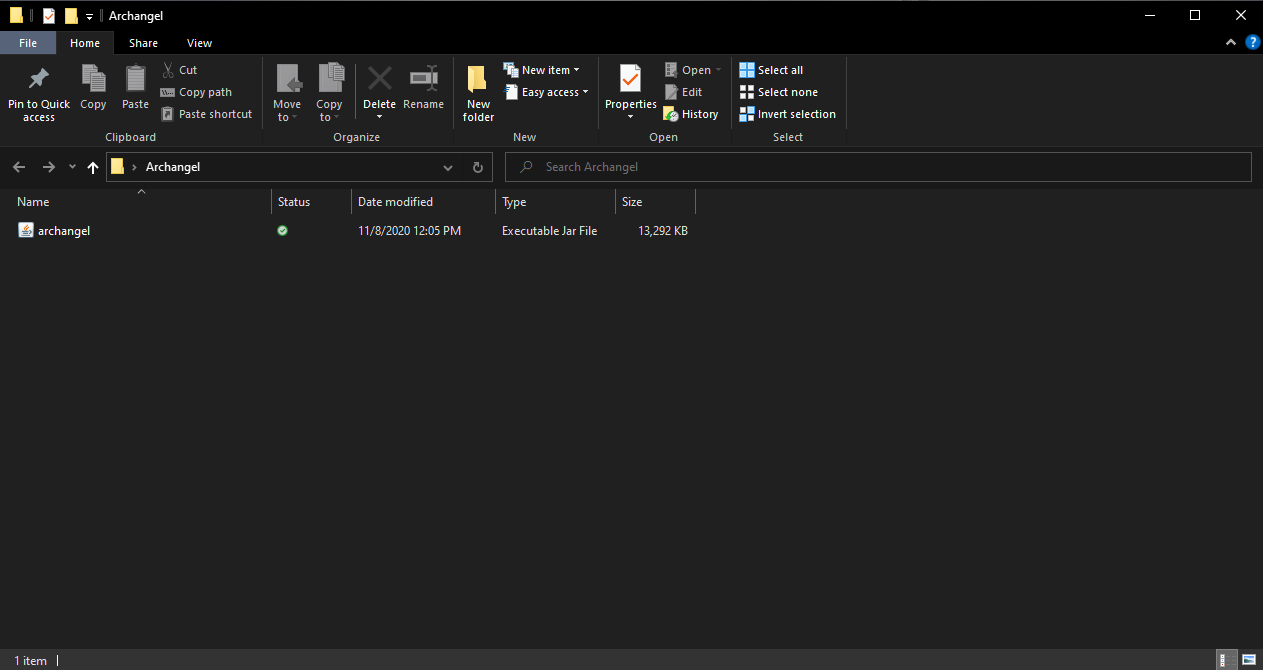 Archangel
File Home Share View ?
Pin to Quick access
Copy
Paste
Cut
Copy path
Paste shortcut
Clipboard
Move to
Copy to
Delete
Rename
Organize
New folder
New item
Easy access
New
Properties
Open
Edit
History
Open
Select all
Select none
Invert selection
Select
Archangel
Search Archangel
Name Status Date modified Type Size
archangel 11/8/2020 12:05 PM Executable Jar File 13,292 KB
1 item